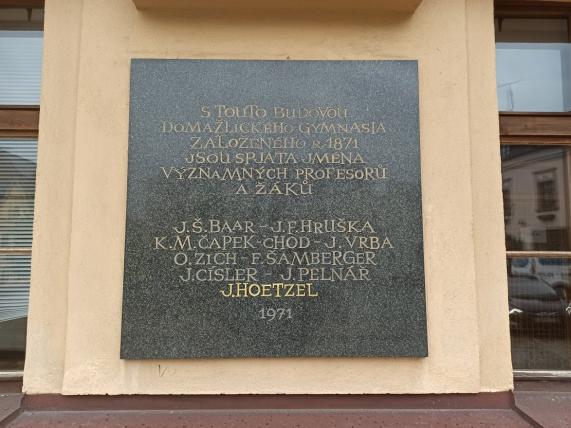 S TOUTO BUDOVOU
DOMAŽLICKÉHO GYMNASIA
ZALOŽENÉHO R. 1871
JSOU SPJATA JMÉNA
VÝZNAMNÝCH PROFESORŮ
A ŽÁKŮ
J.Š.BAAR - J.F.HRUŠKA
K.M.ČAPEK-CHOD - J.VRBA
O.ZICH - F.ŠAMBERGER
J.CÍSLER - J.PELNÁŘ
J.HOETZEL
1971